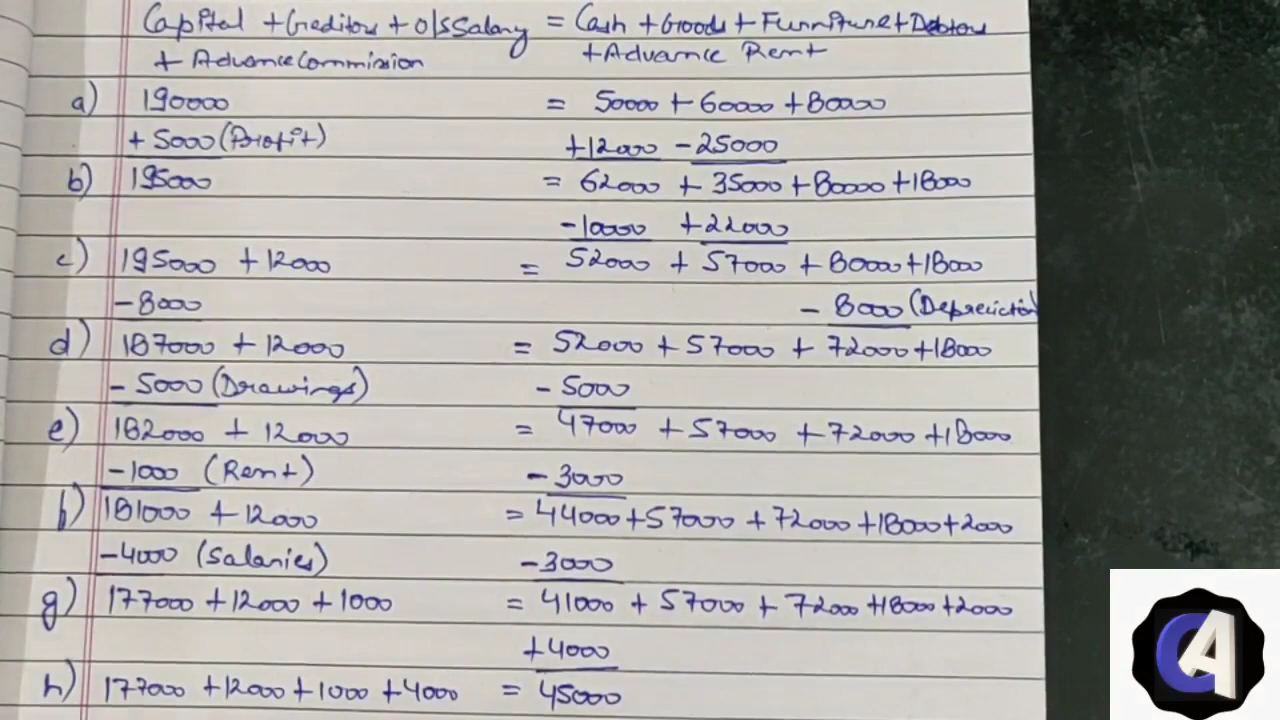 Capital + Creditors + O/s Salary = Cash + Goods + Furniture + Debtors
+ Advance Commission + Advance Rent
a) 190000 = 50000 + 60000 + 80000
+ 5000 (Profit) +12000 - 25000
b) 195000 = 62000 + 35000 + 80000 + 18000
- 10000 + 22000
c) 195000 + 12000 = 52000 + 57000 + 80000 + 18000
- 8000 - 8000 (Depreciction)
d) 187000 + 12000 = 52000 + 57000 + 72000 + 18000
- 5000 (Drawings) - 5000
e) 182000 + 12000 = 47000 + 57000 + 72000 + 18000
- 1000 (Rent) - 3000
f) 181000 + 12000 = 44000 + 57000 + 72000 + 18000 + 2000
- 4000 (Salaries) - 3000
g) 177000 + 12000 + 1000 = 41000 + 57000 + 72000 + 18000 + 2000
+ 4000
h) 177000 + 12000 + 1000 + 4000 = 45000
CA